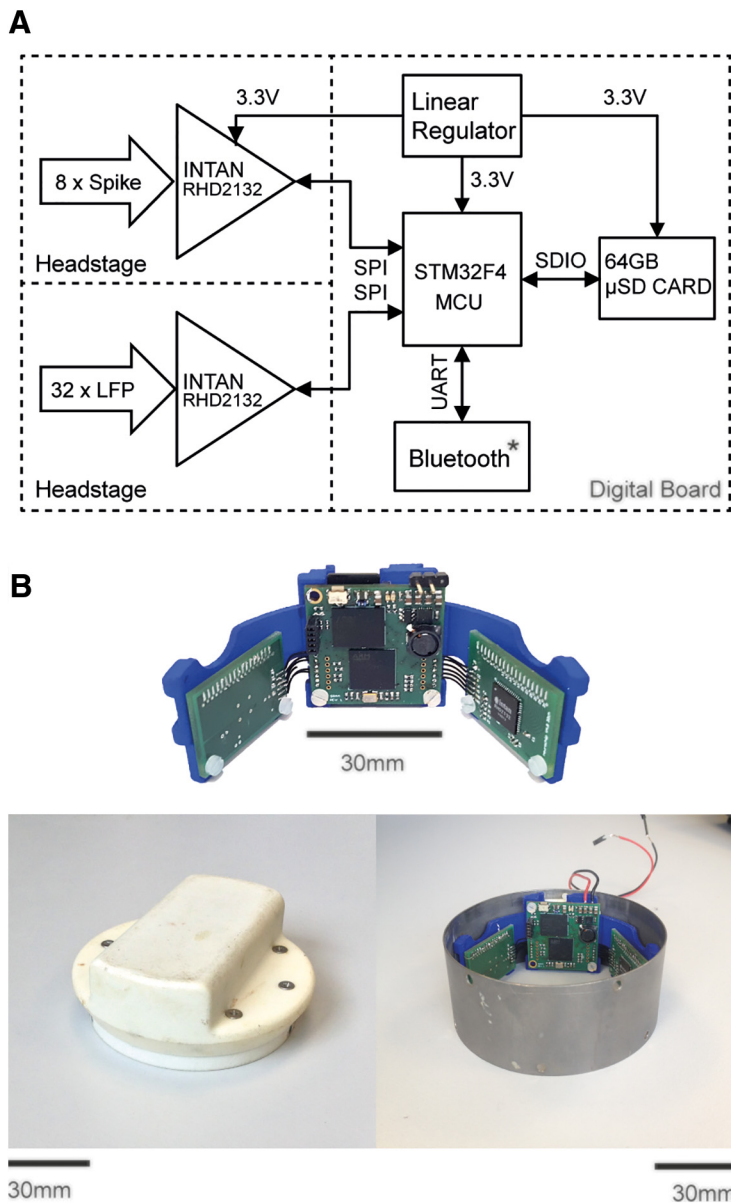 A
Linear
Regulator
3.3V
3.3V
3.3V
8 x Spike
INTAN
RHD2132
Headstage
SPI
SPI
STM32F4
MCU
SDIO
64GB
µSD CARD
32 x LFP
INTAN
RHD2132
Headstage
UART
Bluetooth*
Digital Board
B
intan
30mm
30mm
30mm